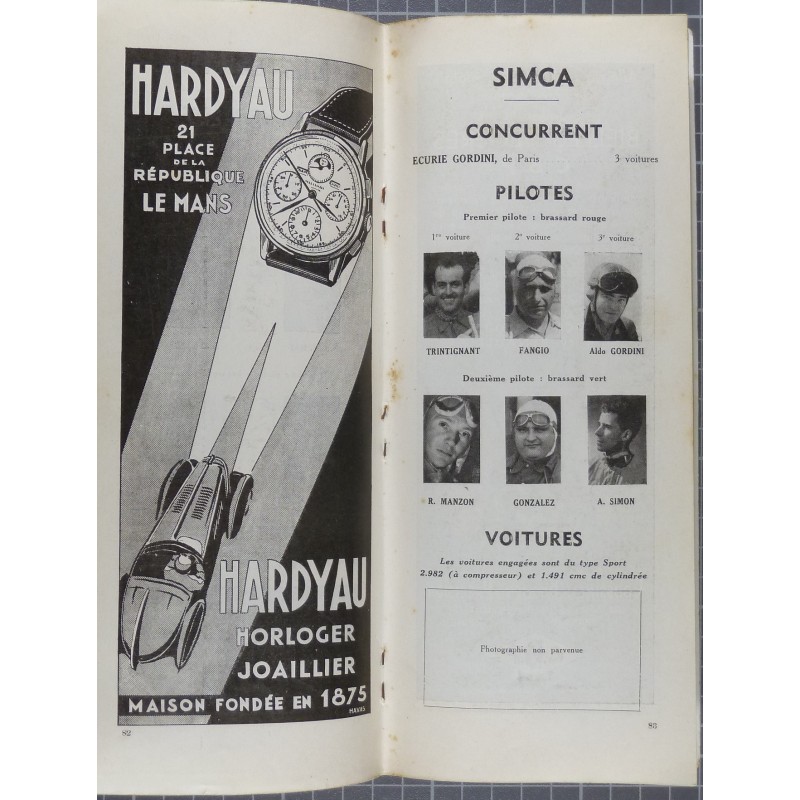 HARDYAU
21
PLACE
DE LA
RÉPUBLIQUE
LE MANS
HARDYAU
HORLOGER
JOAILLIER
MAISON FONDÉE EN 1875
HAVAS
82
SIMCA
CONCURRENT
ECURIE GORDINI, de Paris 3 voitures
PILOTES
Premier pilote : brassard rouge
1re voiture 2e voiture 3e voiture
TRINTIGNANT FANGIO Aldo GORDINI
Deuxième pilote : brassard vert
R. MANZON GONZALEZ A. SIMON
VOITURES
Les voitures engagées sont du type Sport
2.982 (à compresseur) et 1.491 cmc de cylindrée
Photographie non parvenue
83